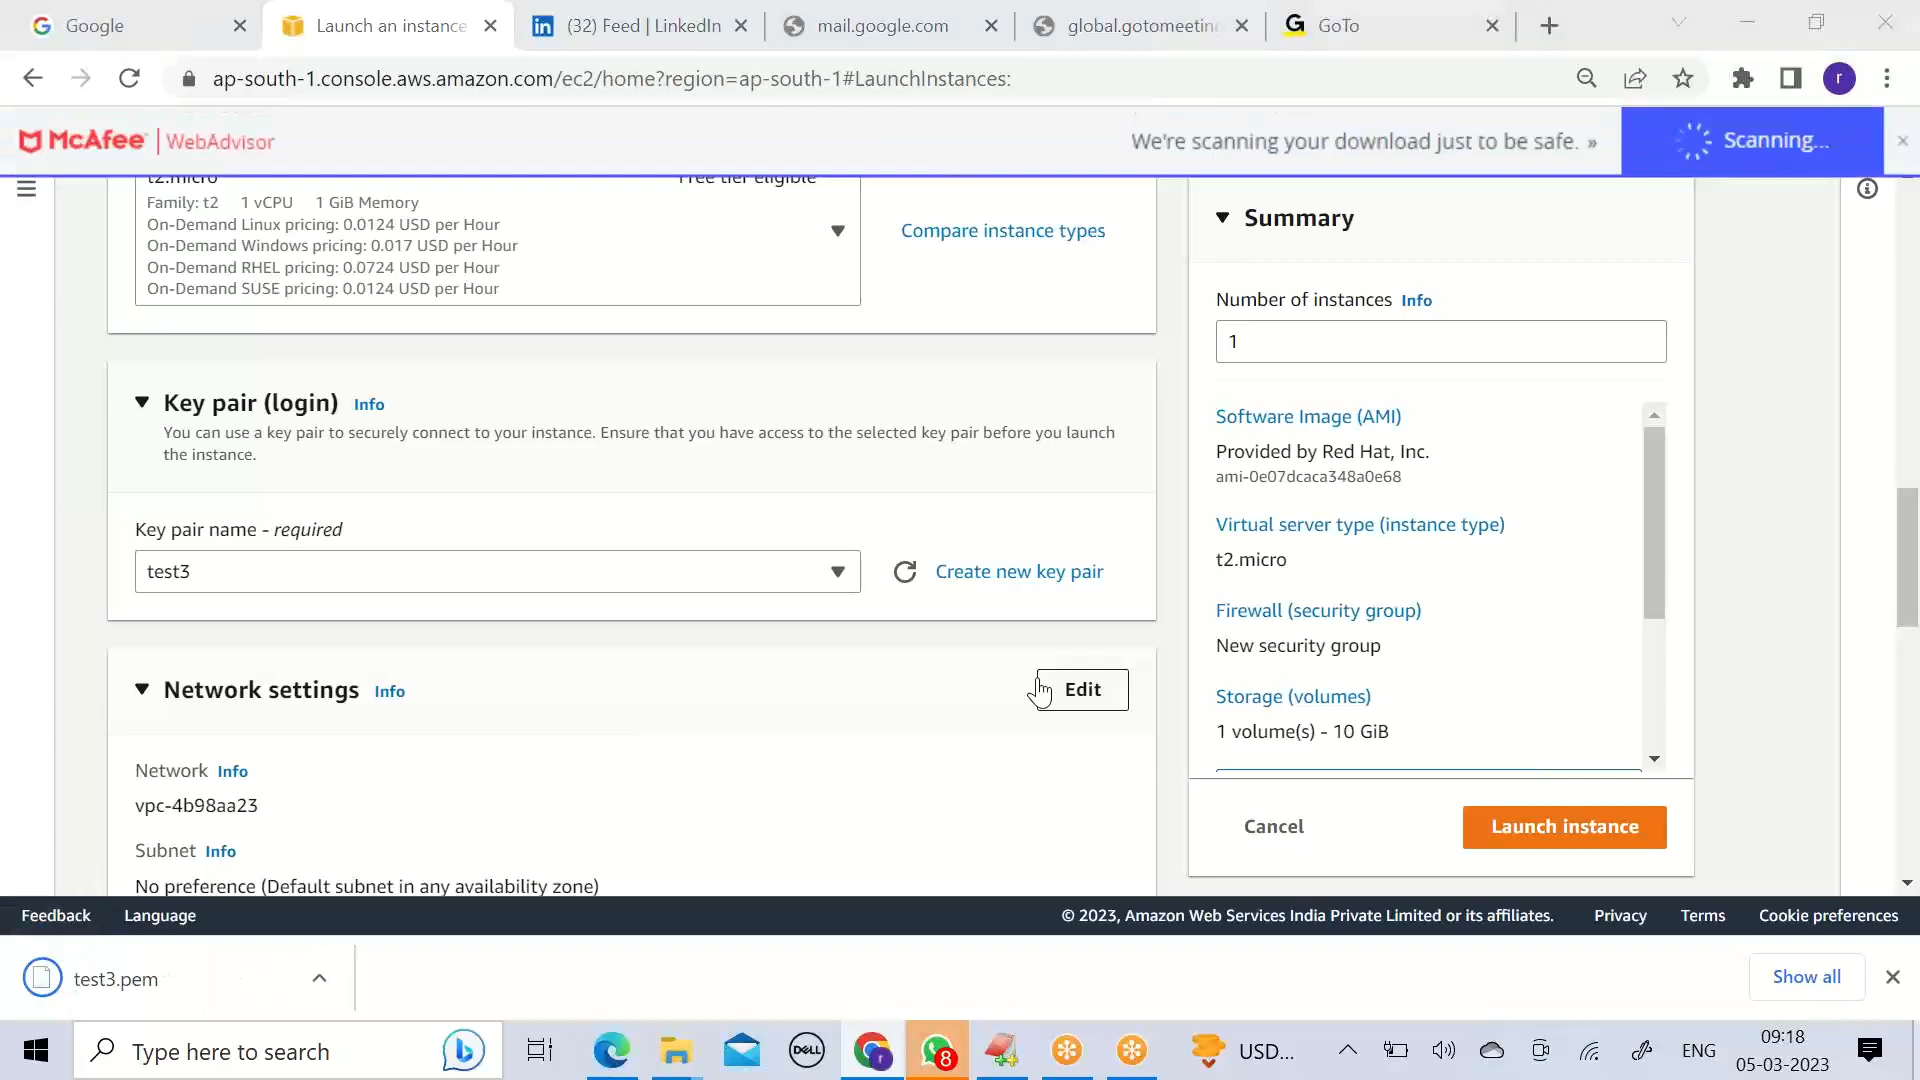 Google
Launch an instance
(32) Feed | LinkedIn
mail.google.com
global.gotomeetin
GoTo
ap-south-1.console.aws.amazon.com/ec2/home?region=ap-south-1#LaunchInstances:
r
McAfee | WebAdvisor
We're scanning your download just to be safe. »
Scanning...
t2.micro
Free tier eligible
Family: t2 1 vCPU 1 GiB Memory
On-Demand Linux pricing: 0.0124 USD per Hour
On-Demand Windows pricing: 0.017 USD per Hour
On-Demand RHEL pricing: 0.0724 USD per Hour
On-Demand SUSE pricing: 0.0124 USD per Hour
Compare instance types
Key pair (login) Info
You can use a key pair to securely connect to your instance. Ensure that you have access to the selected key pair before you launch
the instance.
Key pair name - required
test3
Create new key pair
Network settings Info
Edit
Network Info
vpc-4b98aa23
Subnet Info
No preference (Default subnet in any availability zone)
Summary
Number of instances Info
1
Software Image (AMI)
Provided by Red Hat, Inc.
ami-0e07dcaca348a0e68
Virtual server type (instance type)
t2.micro
Firewall (security group)
New security group
Storage (volumes)
1 volume(s) - 10 GiB
Cancel
Launch instance
Feedback
Language
© 2023, Amazon Web Services India Private Limited or its affiliates.
Privacy
Terms
Cookie preferences
test3.pem
Show all
Type here to search
DELL
r
8
USD...
ENG
09:18
05-03-2023